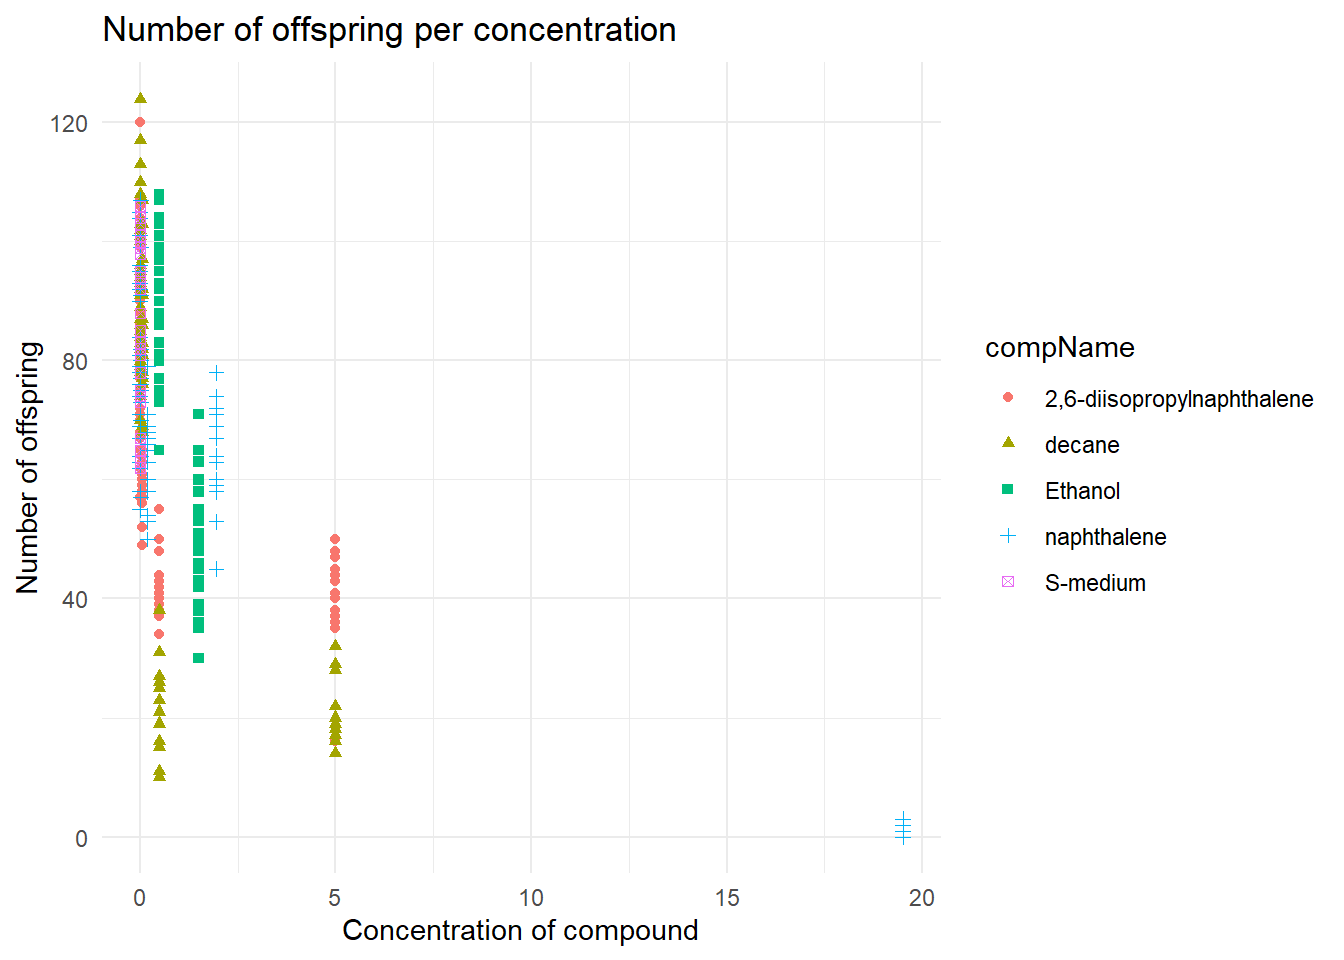 Number of offspring per concentration
120
80
40
0
Number of offspring
0 5 10 15 20
Concentration of compound
compName
2,6-diisopropylnaphthalene
decane
Ethanol
naphthalene
S-medium